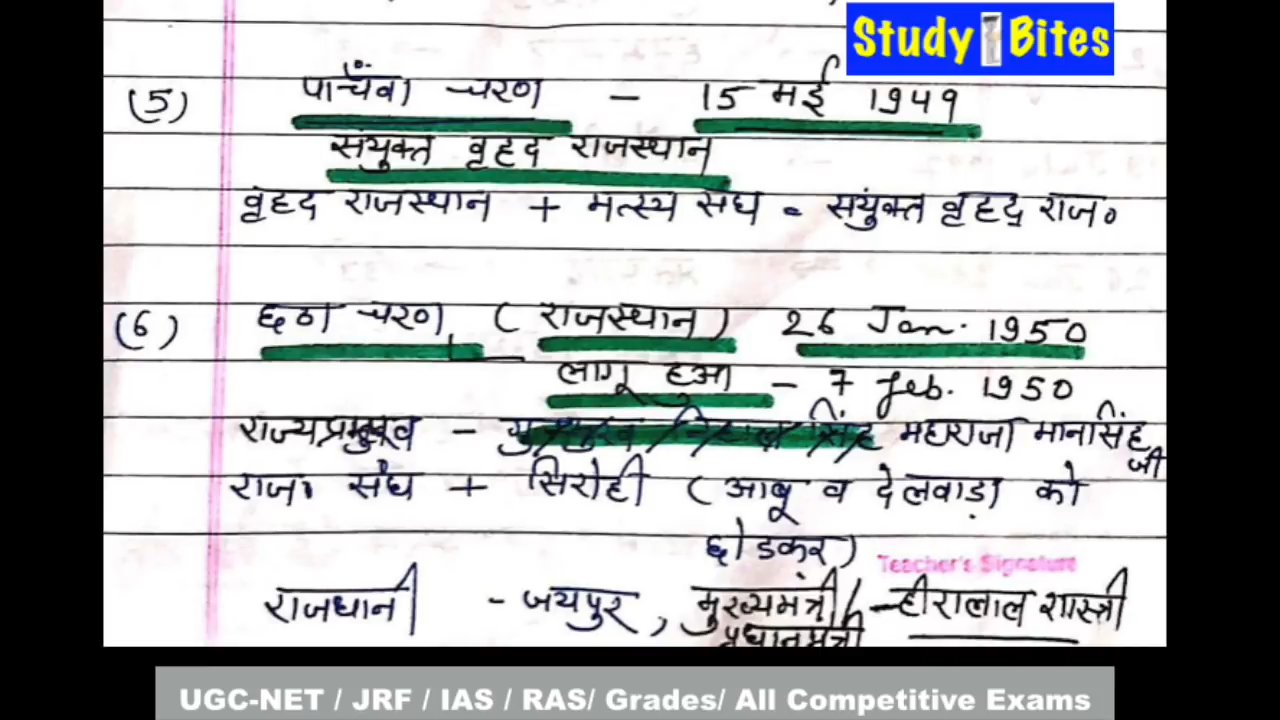 Study Bites
(5) पाचँवा चरण - 15 मई 1949
संयुक्त वृहद राजस्थान
वृहद राजस्थान + मत्स्य संघ = संयुक्त वृहद् राज०
(6) छठा चरण ( राजस्थान) 26 Jan. 1950
लागू हुआ - 7 feb. 1950
राज्यप्रमुख - महाराजा मानसिंह जी
राज० संघ + सिरोही ( आबू व देलवाड़ा को
छोडकर)
Teacher's Signature
राजधानी - जयपुर, मुख्यमंत्री / - हीरालाल शास्त्री
प्रधानमंत्री
UGC-NET / JRF / IAS / RAS/ Grades/ All Competitive Exams